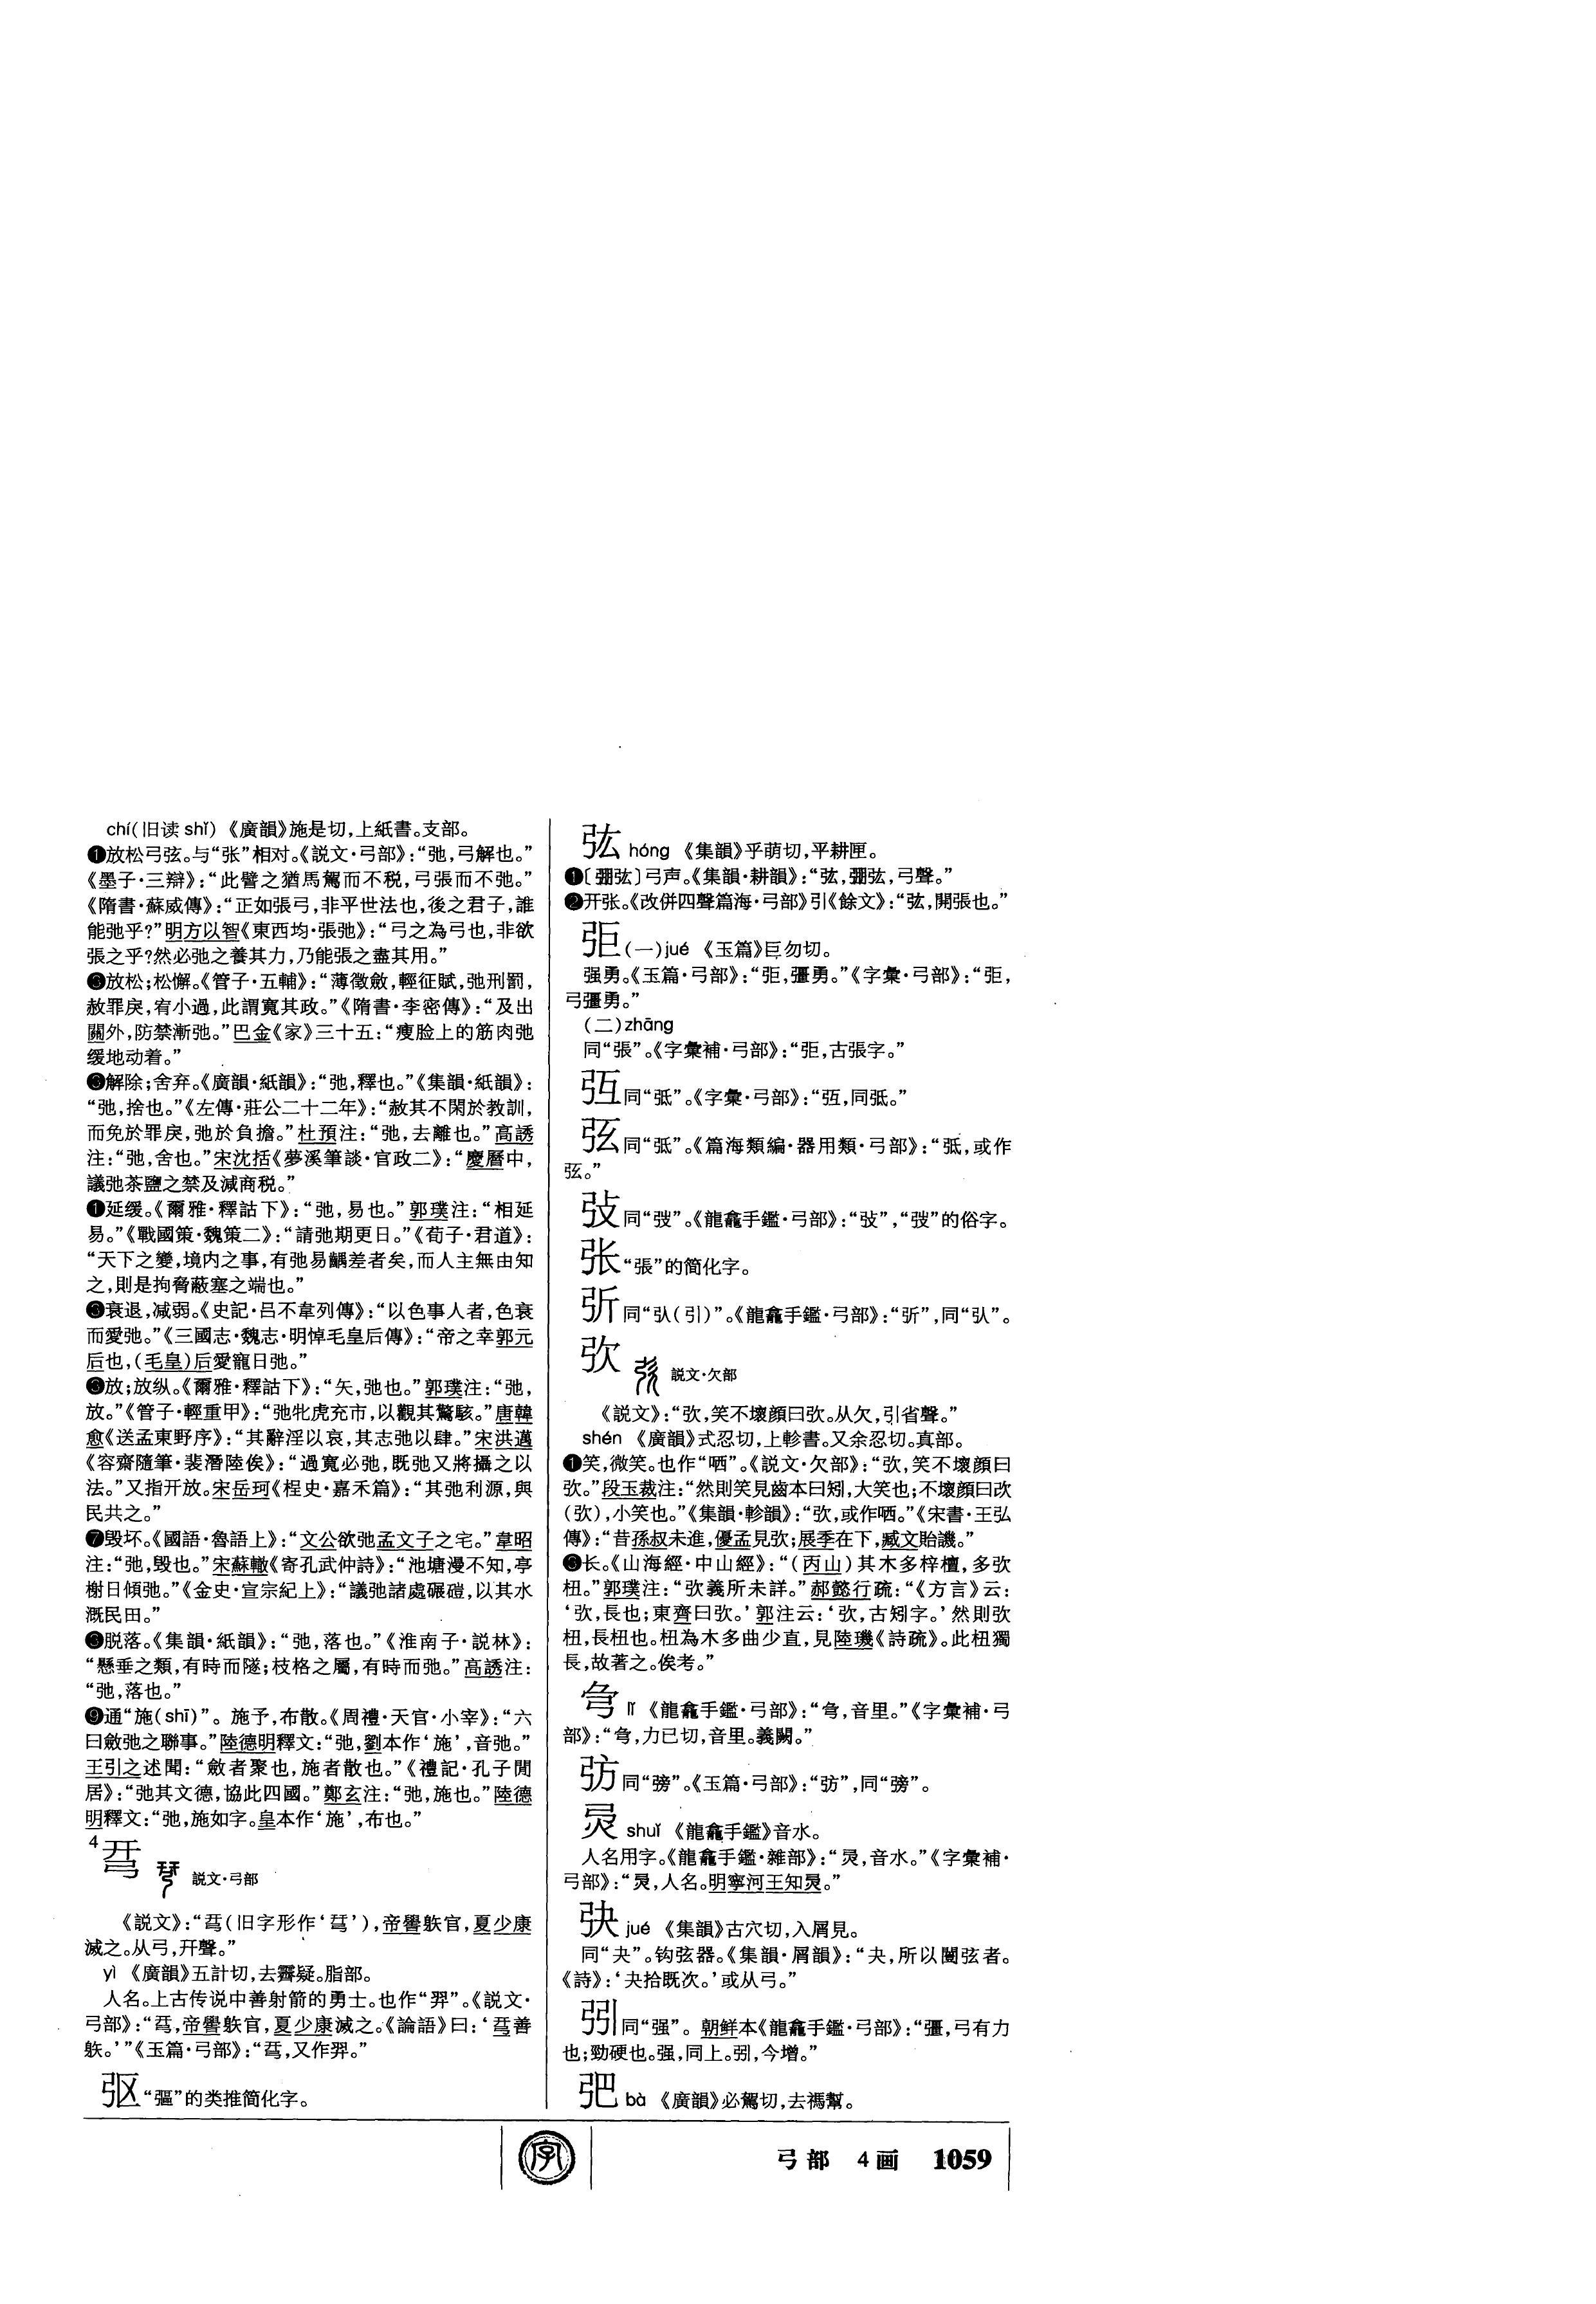 chí(旧读 shǐ) 《廣韻》施是切,上紙書。支部。
❶放松弓弦。与“张”相对。《説文·弓部》:“弛,弓解也。”
《墨子·三辯》:“此譬之猶馬駕而不税,弓張而不弛。”
《隋書·蘇威傳》:“正如張弓,非平世法也,後之君子,誰
能弛乎?”明方以智《東西均·張弛》:“弓之為弓也,非欲
張之乎?然必弛之養其力,乃能張之盡其用。”
放松;松懈。《管子·五輔》:“薄徵斂,輕征賦,弛刑罰,
赦罪戾,宥小過,此謂寬其政。”《隋書·李密傳》:“及出
關外,防禁漸弛。”巴金《家》三十五:“瘦脸上的筋肉弛
缓地动着。”
❸解除;舍弃。《廣韻·紙韻》:“弛,釋也。”《集韻·紙韻》:
“弛,捨也。”《左傳·莊公二十二年》:“赦其不閑於教訓,
而免於罪戾,弛於負擔。”杜預注:“弛,去離也。”高誘
注:“弛,舍也。”宋沈括《夢溪筆談·官政二》:“慶曆中,
議弛茶鹽之禁及減商税。”
延缓。《爾雅·釋詁下》:“弛,易也。”郭璞注:“相延
易。”《戰國策·魏策二》:“請弛期更日。”《荀子·君道》:
“天下之變,境内之事,有弛易齵差者矣,而人主無由知
之,則是拘脅蔽塞之端也。”
衰退,减弱。《史記·吕不韋列傳》:“以色事人者,色衰
而愛弛。”《三國志·魏志·明悼毛皇后傳》:“帝之幸郭元
后也,(毛皇)后愛寵日弛。”
放;放纵。《爾雅·釋詁下》:“矢,弛也。”郭璞注:“弛,
放。”《管子·輕重甲》:“弛牝虎充市,以觀其驚駭。”唐韓
愈《送孟東野序》:“其辭淫以哀,其志弛以肆。”宋洪邁
《容齋隨筆·裴潛陸俟》:“過寬必弛,既弛又將攝之以
法。”又指开放。宋岳珂《桯史·嘉禾篇》:“其弛利源,與
民共之。”
❼毁坏。《國語·魯語上》:“文公欲弛孟文子之宅。”韋昭
注:“弛,毁也。”宋蘇轍《寄孔武仲詩》:“池塘漫不知,亭
榭日傾弛。”《金史·宣宗紀上》:“議弛諸處碾磑,以其水
溉民田。”
脱落。《集韻·紙韻》:“弛,落也。”《淮南子·説林》:
“懸垂之類,有時而隧;枝格之屬,有時而弛。”高誘注:
“弛,落也。”
❾通“施(shī)”。施予,布散。《周禮·天官·小宰》:“六
曰斂弛之聯事。”陸德明釋文:“弛,劉本作‘施’,音弛。”
王引之述聞:“斂者聚也,施者散也。”《禮記·孔子閒
居》:“弛其文德,協此四國。”鄭玄注:“弛,施也。”陸德
明釋文:“弛,施如字。皇本作‘施’,布也。”
4 𢎗 説文·弓部
《説文》:“(旧字形作‘’),帝嚳躲官,夏少康
滅之。从弓,幵聲。”
yì 《廣韻》五計切,去霽疑。脂部。
人名。上古传说中善射箭的勇士。也作“羿”。《説文·
弓部》:“,帝嚳躲官,夏少康滅之。《論語》曰:‘善
躲。’”《玉篇·弓部》:“,又作羿。”
𫸩“彄”的类推简化字。
弦 hóng 《集韻》乎萌切,平耕匣。
❶〔弸〕弓声。《集韻·耕韻》:“,弸,弓聲。”
❷开张。《改併四聲篇海·弓部》引《餘文》:“,開張也。”
弡(一)jué 《玉篇》巨勿切。
强勇。《玉篇·弓部》:“弡,彊勇。”《字彙·弓部》:“弡,
弓彊勇。”
(二)zhāng
同“張”。《字彙補·弓部》:“弡,古張字。”
同“弤”。《字彙·弓部》:“,同弤。”
同“弤”。《篇海類編·器用類·弓部》:“弤,或作
。”
同“弢”。《龍龕手鑑·弓部》:“”,“弢”的俗字。
张“張”的简化字。
同“(引)”。《龍龕手鑑·弓部》:“”,同“”。
弞 説文·欠部
《説文》:“弞,笑不壞顔曰弞。从欠,引省聲。”
shén 《廣韻》式忍切,上軫書。又余忍切。真部。
❶笑,微笑。也作“哂”。《説文·欠部》:“弞,笑不壞顔曰
弞。”段玉裁注:“然則笑見齒本曰矧,大笑也;不壞顔曰改
(弞),小笑也。”《集韻·軫韻》:“弞,或作哂。”《宋書·王弘
傳》:“昔孫叔未進,優孟見弞;展季在下,臧文貽譏。”
长。《山海經·中山經》:“(丙山)其木多梓檀,多弞
杻。”郭璞注:“弞義所未詳。”郝懿行疏:“《方言》云:
‘弞,長也;東齊曰弞。’郭注云:‘弞,古矧字。’然則弞
杻,長杻也。杻為木多曲少直,見陸璣《詩疏》。此杻獨
長,故著之。俟考。”
lǐ 《龍龕手鑑·弓部》:“,音里。”《字彙補·弓
部》:“,力已切,音里。義闕。”
同“㢏”。《玉篇·弓部》:“”,同“”。
shuǐ 《龍龕手鑑》音水。
人名用字。《龍龕手鑑·雜部》:“,音水。”《字彙補·
弓部》:“,人名。明寧河王知。”
jué 《集韻》古穴切,入屑見。
同“夬”。钩弦器。《集韻·屑韻》:“夬,所以闓弦者。
《詩》:‘夬拾既次。’或从弓。”
弜同“强”。朝鲜本《龍龕手鑑·弓部》:“彊,弓有力
也;勁硬也。强,同上。,今增。”
弝 bà 《廣韻》必駕切,去禡幫。
字
弓部 4画 1059